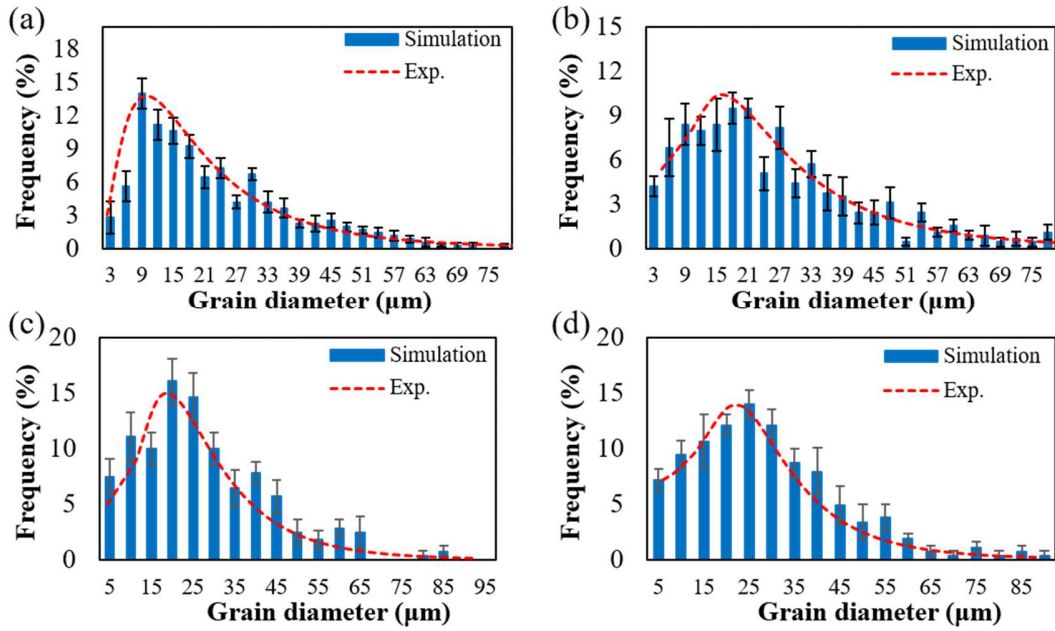 (a)
Frequency (%)
18
15
12
9
6
3
0
Simulation
Exp.
3 9 15 21 27 33 39 45 51 57 63 69 75
Grain diameter (μm)
(b)
Frequency (%)
15
12
9
6
3
0
Simulation
Exp.
3 9 15 21 27 33 39 45 51 57 63 69 75
Grain diameter (μm)
(c)
Frequency (%)
20
15
10
5
0
Simulation
Exp.
5 15 25 35 45 55 65 75 85 95
Grain diameter (μm)
(d)
Frequency (%)
20
15
10
5
0
Simulation
Exp.
5 15 25 35 45 55 65 75 85
Grain diameter (μm)